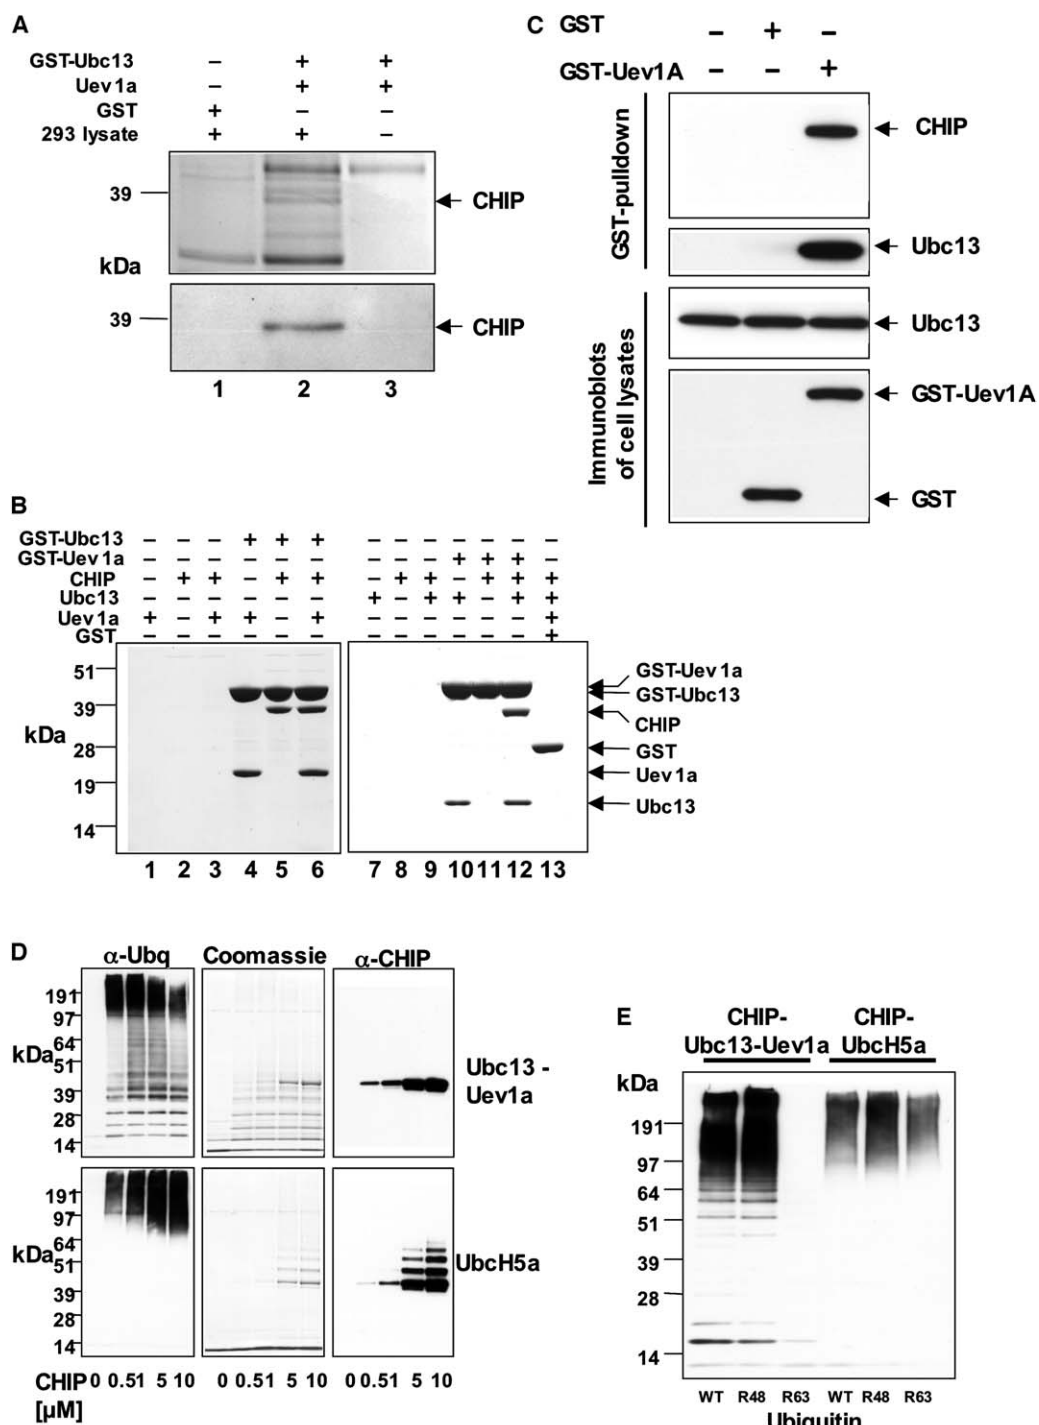 A
GST-Ubc13 – + +
Uev1a – + +
GST + – –
293 lysate + + –
39
CHIP
kDa
39
CHIP
1 2 3
C
GST – + –
GST-Uev1A – – +
GST-pulldown
CHIP
Ubc13
Immunoblots
of cell lysates
Ubc13
GST-Uev1A
GST
B
GST-Ubc13 – – – + + + – – – – – – –
GST-Uev1a – – – – – – – – – + + + –
CHIP – + + – + + – + + – + + +
Ubc13 – – – – – – + – + + – + +
Uev1a + – + + – + – – – – – – +
GST – – – – – – – – – – – – +
51
39
kDa
28
19
14
GST-Uev1a
GST-Ubc13
CHIP
GST
Uev1a
Ubc13
1 2 3 4 5 6 7 8 9 10 11 12 13
D
α-Ubq Coomassie α-CHIP
191
97
64
kDa
51
39
28
14
Ubc13 -
Uev1a
191
97
64
kDa
51
39
28
14
UbcH5a
CHIP 0 0.51 5 10 0 0.51 5 10 0 0.51 5 10
[µM]
E
CHIP- CHIP-
Ubc13-Uev1a UbcH5a
kDa
191
97
64
51
39
28
14
WT R48 R63 WT R48 R63
Ubiquitin